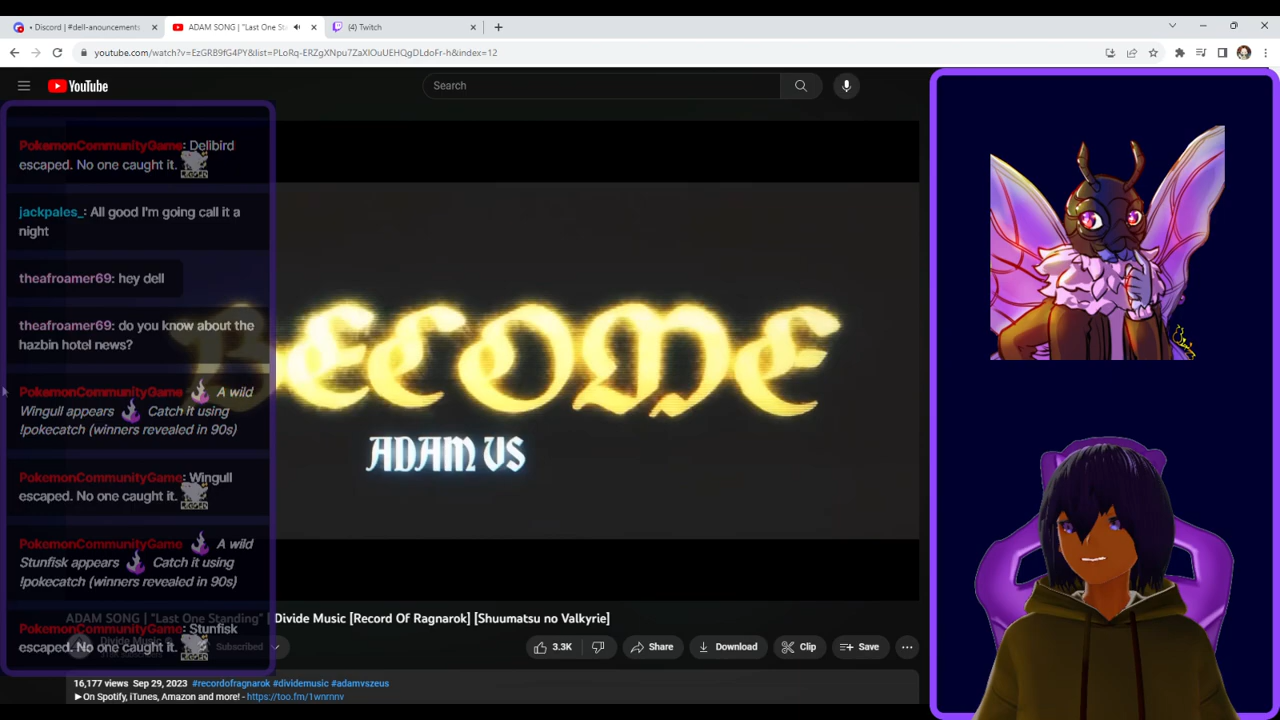 • Discord | #dell-anouncements
ADAM SONG | "Last One St
(4) Twitch
youtube.com/watch?v=EzGRB9fG4PY&list=PLoRq-ERZgXNpu7ZaXIOuUEHQgDLdoFr-h&index=12
YouTube
Search
PokemonCommunityGame: Delibird
escaped. No one caught it.
jackpales_: All good I'm going call it a
night
theafroamer69: hey dell
theafroamer69: do you know about the
hazbin hotel news?
PokemonCommunityGame A wild
Wingull appears Catch it using
!pokecatch (winners revealed in 90s)
PokemonCommunityGame: Wingull
escaped. No one caught it.
PokemonCommunityGame A wild
Stunfisk appears Catch it using
!pokecatch (winners revealed in 90s)
PokemonCommunityGame: Stunfisk
escaped. No one caught it.
BECOME
ADAM VS
ADAM SONG | "Last One Standing" | Divide Music [Record Of Ragnarok] [Shuumatsu no Valkyrie]
Divide Music
Subscribed
3.3K
Share
Download
Clip
Save
16,177 views Sep 29, 2023 #recordofragnarok #dividemusic #adamvszeus
►On Spotify, iTunes, Amazon and more! - https://too.fm/1wnrnnv